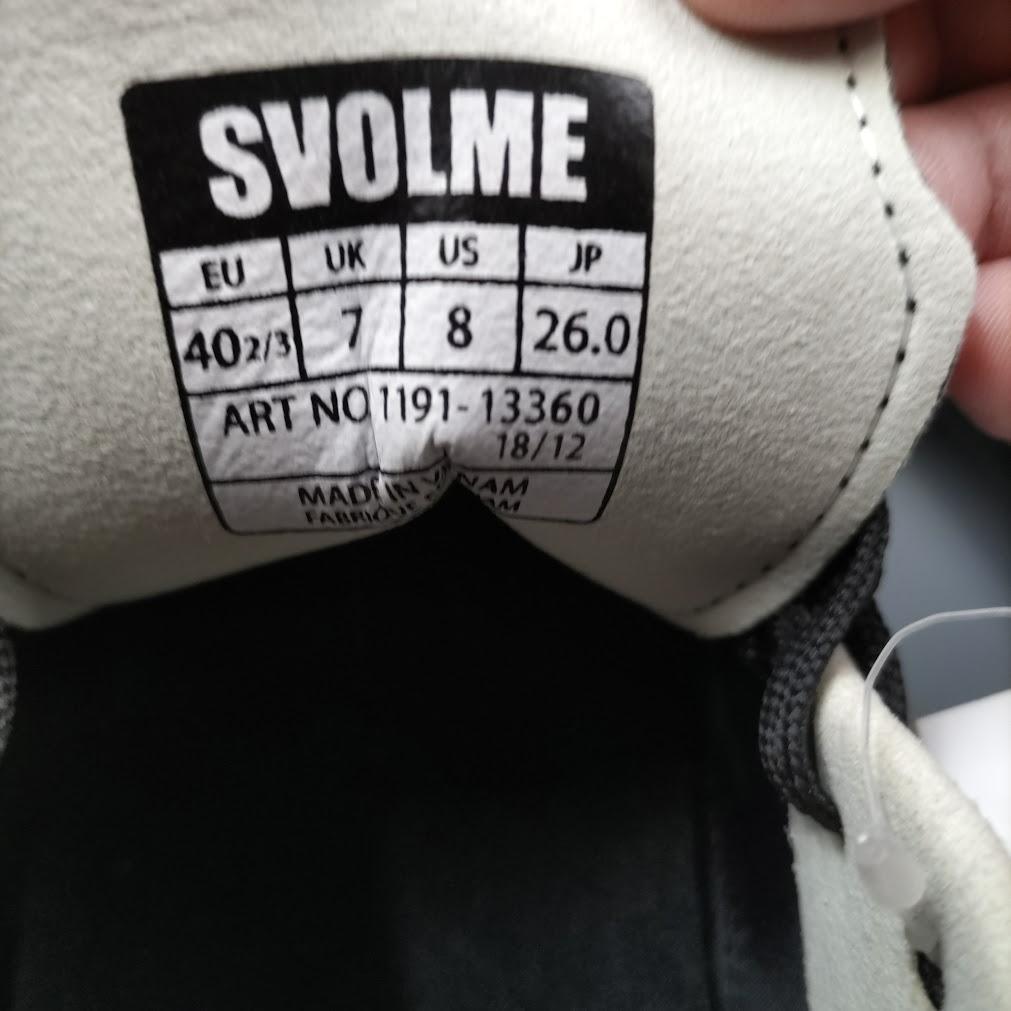 SVOLME
EU UK US JP
40 2/3 7 8 26.0
ART NO 1191-13360
18/12
MADE IN